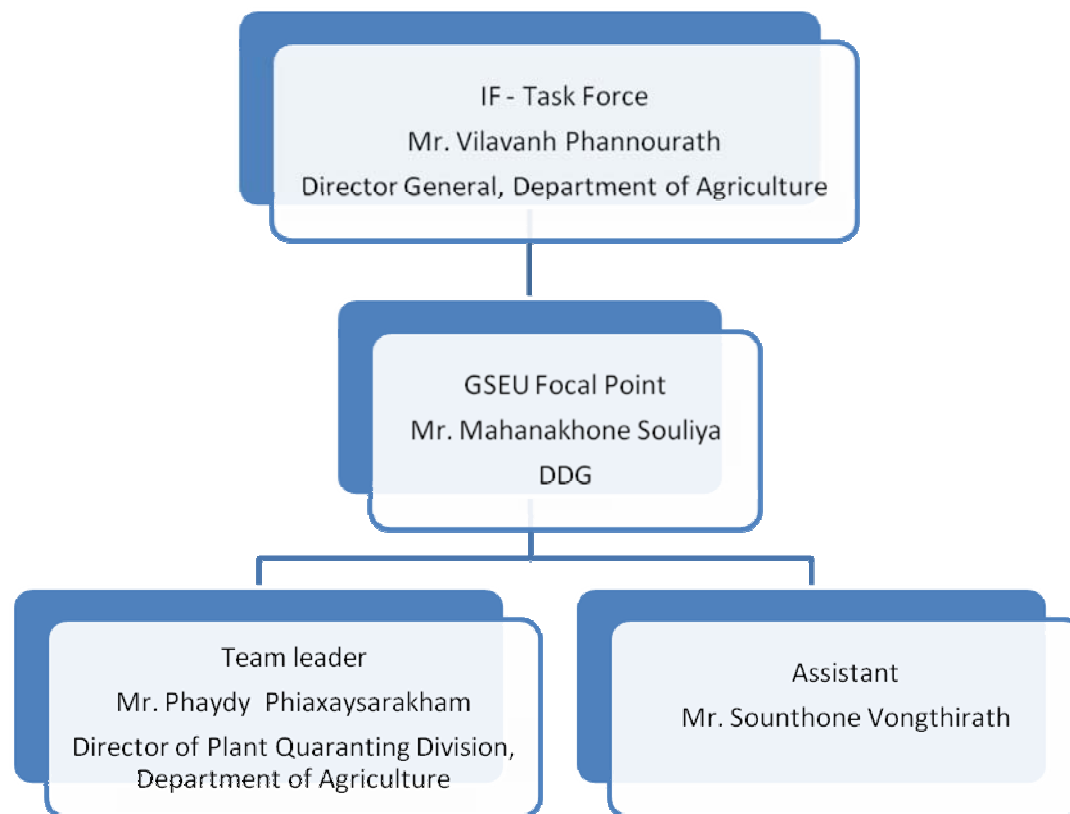 IF - Task Force
Mr. Vilavanh Phannourath
Director General, Department of Agriculture
GSEU Focal Point
Mr. Mahanakhone Souliya
DDG
Team leader
Mr. Phaydy Phiaxaysarakham
Director of Plant Quaranting Division,
Department of Agriculture
Assistant
Mr. Sounthone Vongthirath